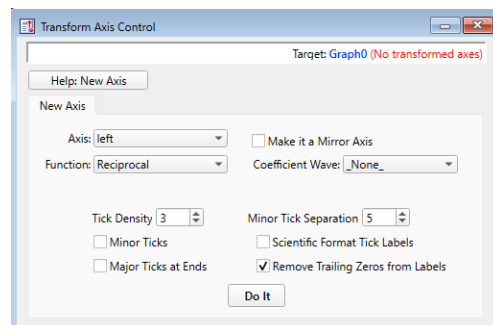 Transform Axis Control
Target: Graph0 (No transformed axes)
Help: New Axis
New Axis
Axis: left Make it a Mirror Axis
Function: Reciprocal Coefficient Wave: _None_
Tick Density 3 Minor Tick Separation 5
Minor Ticks Scientific Format Tick Labels
Major Ticks at Ends Remove Trailing Zeros from Labels
Do It